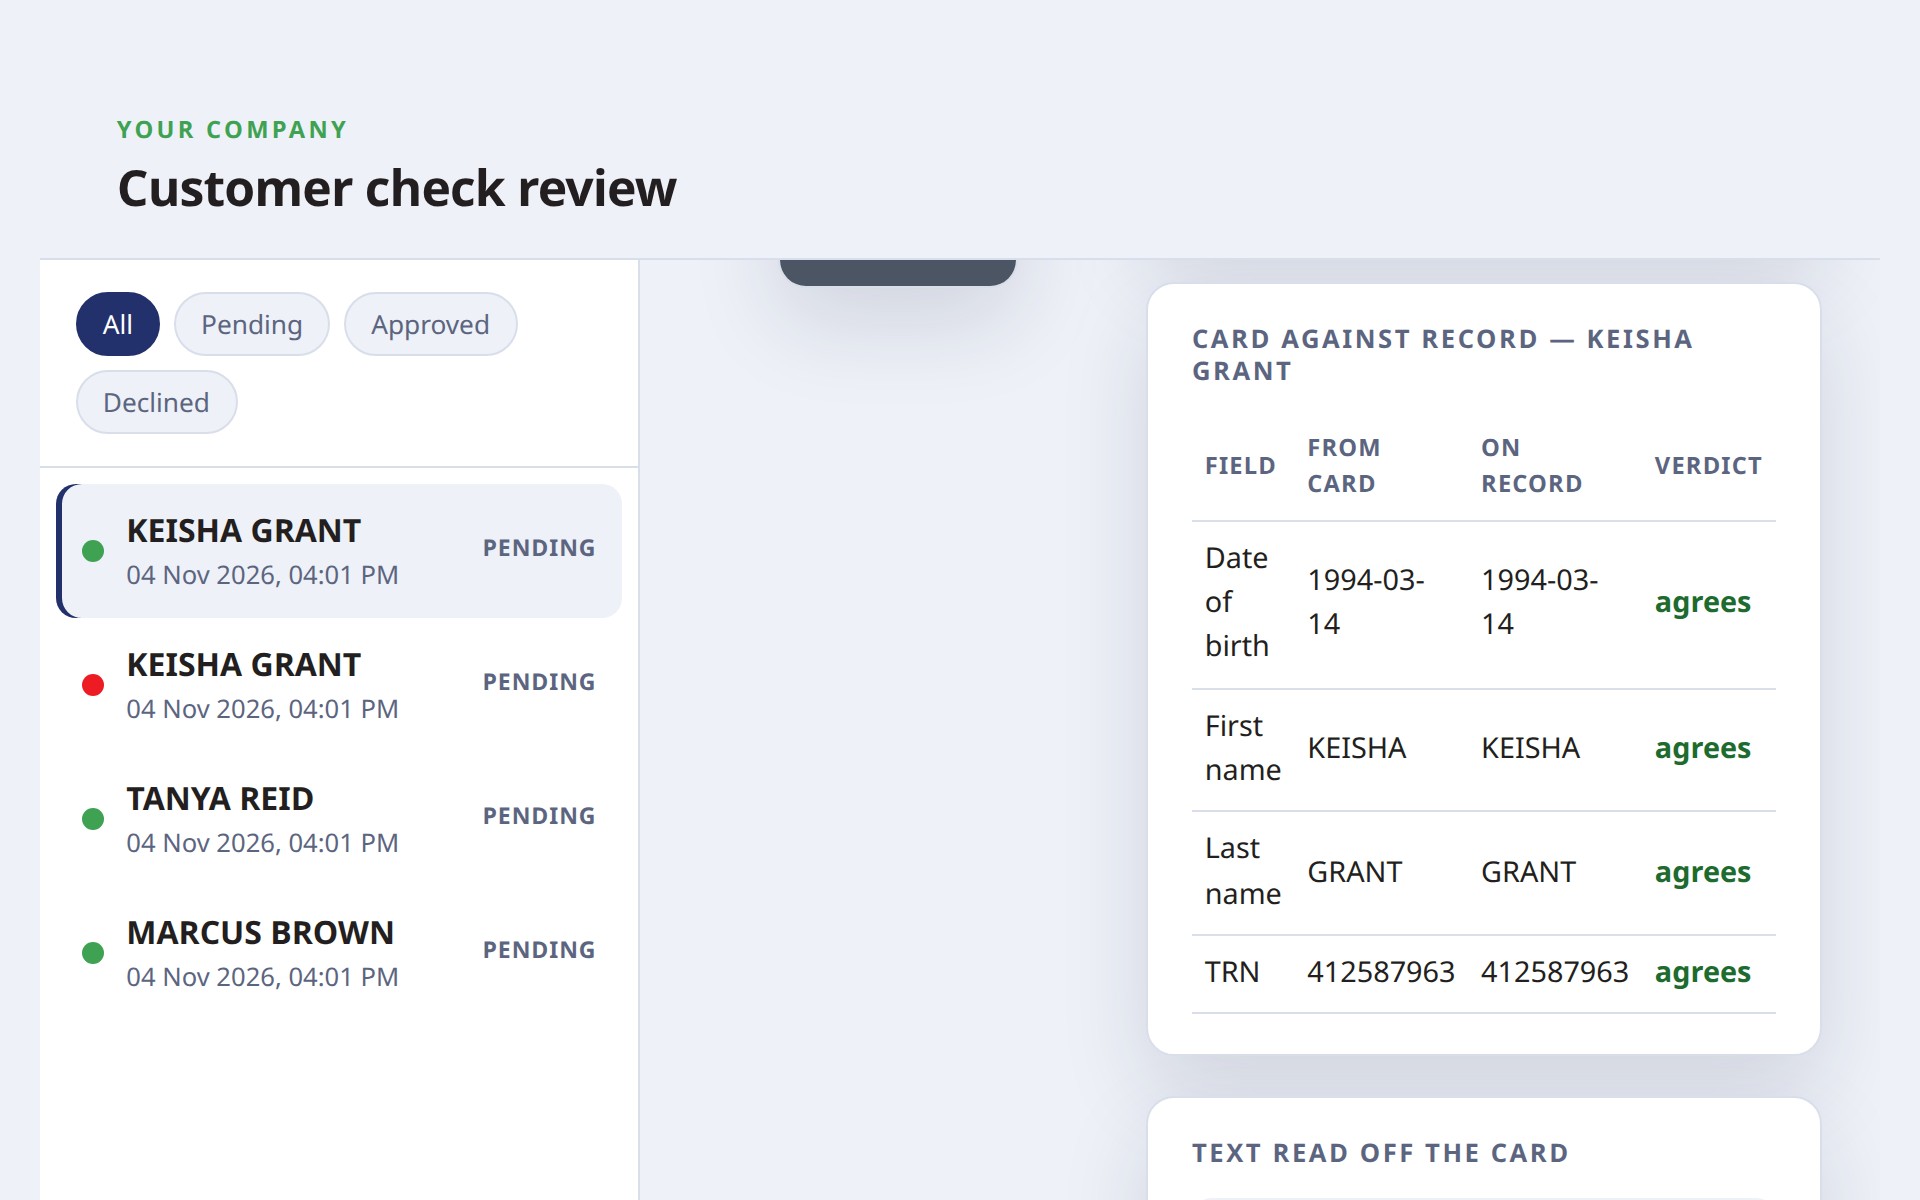 YOUR COMPANY
Customer check review
All
Pending
Approved
Declined
KEISHA GRANT
04 Nov 2026, 04:01 PM
PENDING
KEISHA GRANT
04 Nov 2026, 04:01 PM
PENDING
TANYA REID
04 Nov 2026, 04:01 PM
PENDING
MARCUS BROWN
04 Nov 2026, 04:01 PM
PENDING
CARD AGAINST RECORD — KEISHA
GRANT
FIELD
FROM
CARD
ON
RECORD
VERDICT
Date
of
birth
1994-03-
14
1994-03-
14
agrees
First
name
KEISHA
KEISHA
agrees
Last
name
GRANT
GRANT
agrees
TRN
412587963
412587963
agrees
TEXT READ OFF THE CARD